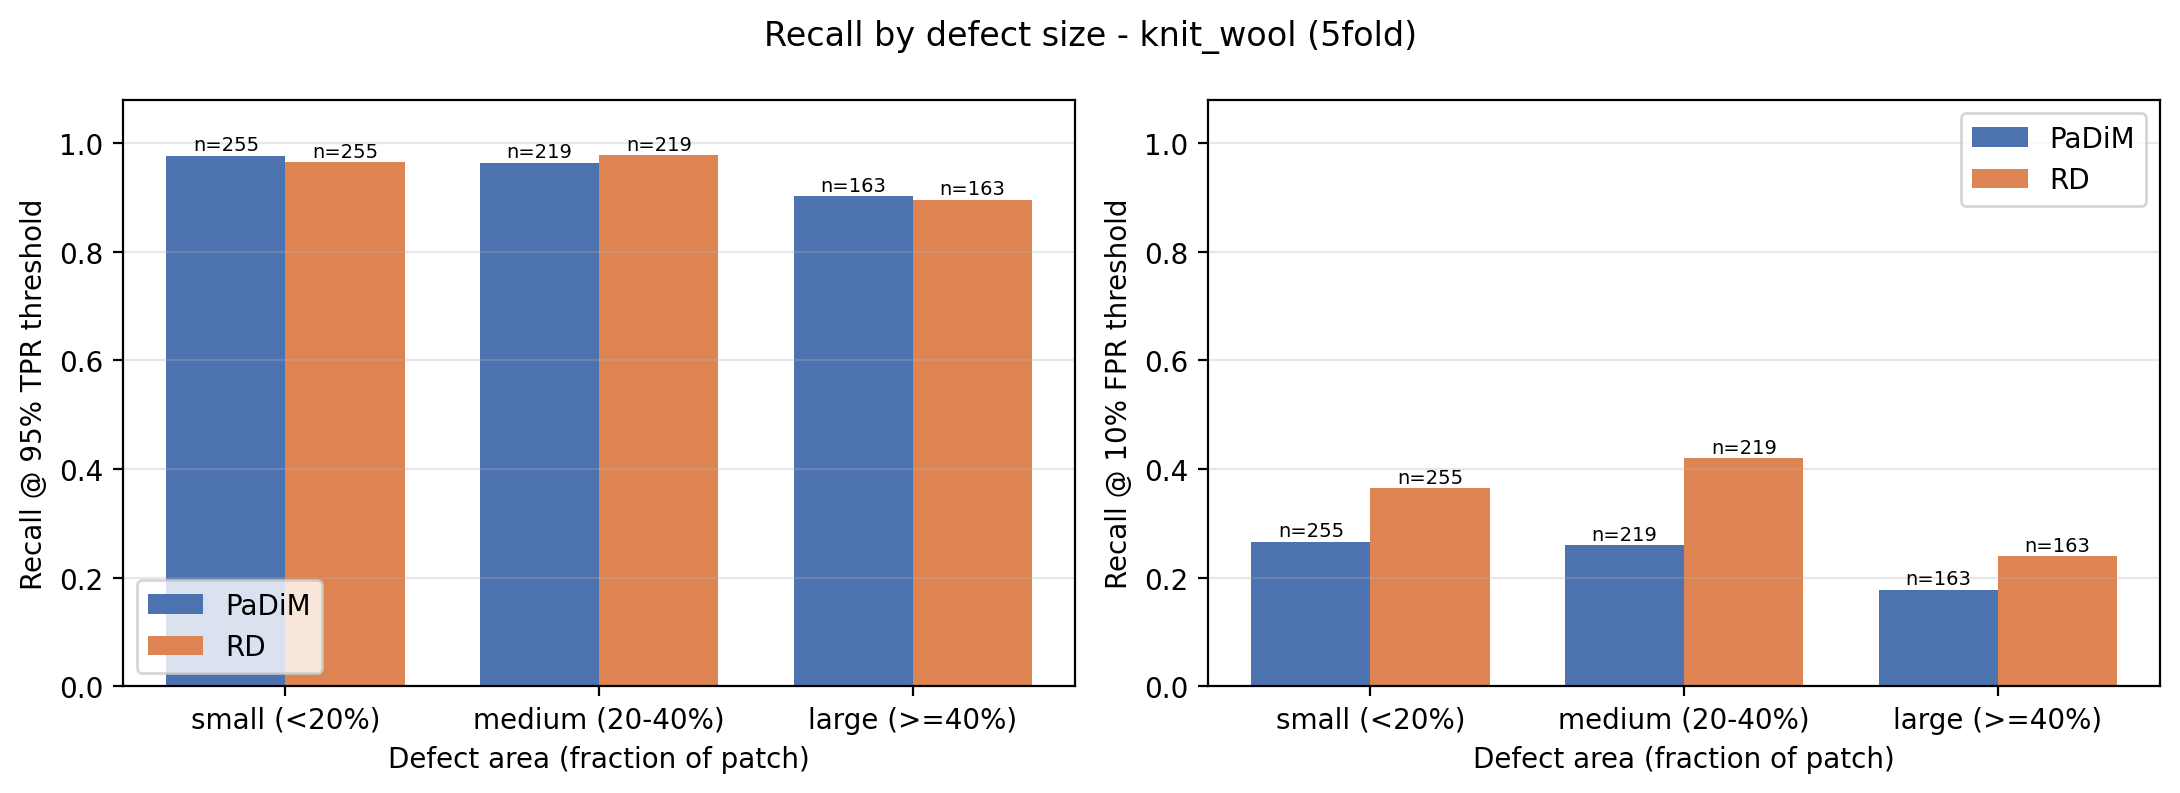 Recall by defect size - knit_wool (5fold)
Recall @ 95% TPR threshold
1.0
0.8
0.6
0.4
0.2
0.0
n=255
n=255
n=219
n=219
n=163
n=163
PaDiM
RD
small (<20%)
medium (20-40%)
large (>=40%)
Defect area (fraction of patch)
Recall @ 10% FPR threshold
1.0
0.8
0.6
0.4
0.2
0.0
PaDiM
RD
n=255
n=255
n=219
n=219
n=163
n=163
small (<20%)
medium (20-40%)
large (>=40%)
Defect area (fraction of patch)